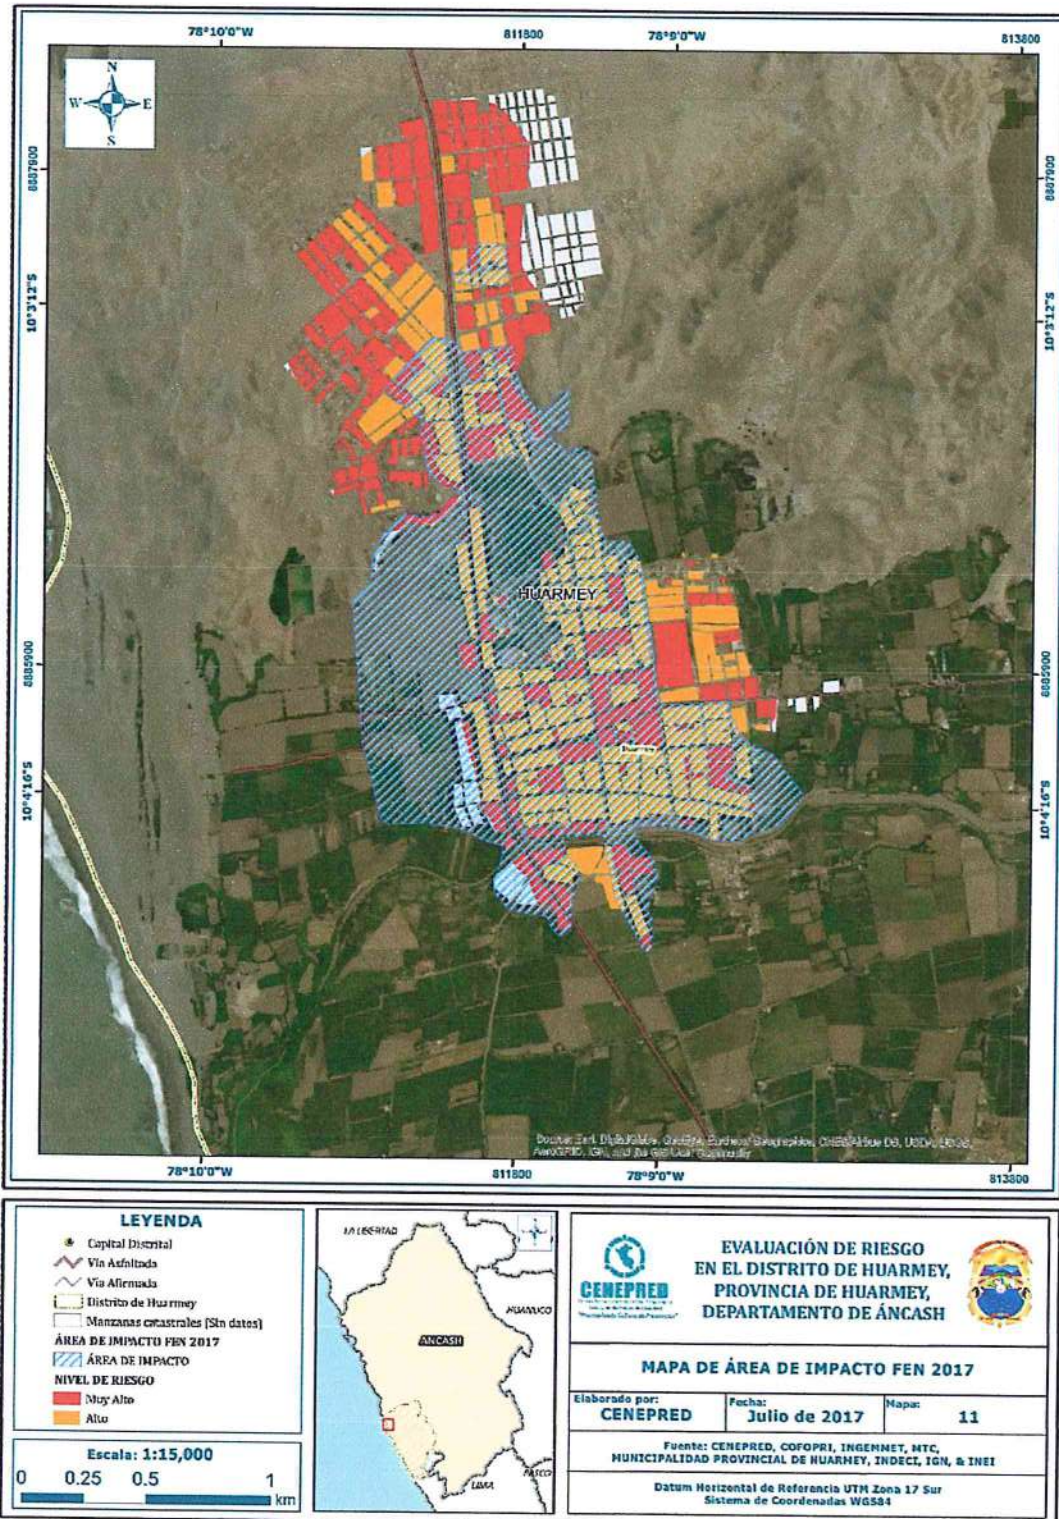 78°10'0"W 811800 78°9'0"W 813800
N
W E
S
8887900 8887900
10°3'12"S 10°3'12"S
HUARMEY
8885900 8885900
Huarmey
10°4'16"S 10°4'16"S
78°10'0"W 811800 78°9'0"W 813800
LEYENDA
Capital Distrital
Vía Asfaltada
Vía Afirmada
Distrito de Huarmey
Manzanas catastrales (Sin datos)
ÁREA DE IMPACTO FEN 2017
ÁREA DE IMPACTO
NIVEL DE RIESGO
Muy Alto
Alto
Escala: 1:15,000
0 0.25 0.5 1
km
LA LIBERTAD
HUANUCO
ANCASH
PASCO
LIMA
CENEPRED
EVALUACIÓN DE RIESGO
EN EL DISTRITO DE HUARMEY,
PROVINCIA DE HUARMEY,
DEPARTAMENTO DE ÁNCASH
MAPA DE ÁREA DE IMPACTO FEN 2017
Elaborado por:
CENEPRED
Fecha:
Julio de 2017
Mapa:
11
Fuente: CENEPRED, COFOPRI, INGEMMET, MTC,
MUNICIPALIDAD PROVINCIAL DE HUARMEY, INDECI, IGN, & INEI
Datum Horizontal de Referencia UTM Zona 17 Sur
Sistema de Coordenadas WGS84